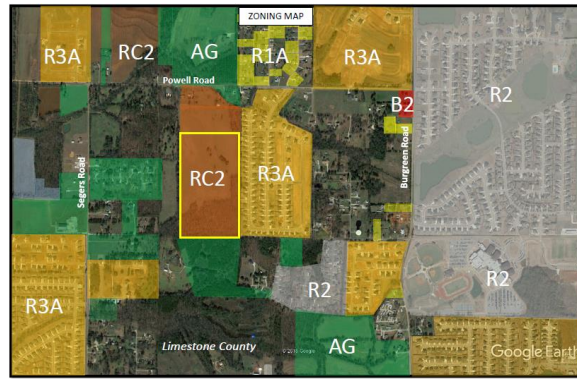 ZONING MAP
R3A
RC2
AG
R1A
R3A
Powell Road
B2
R2
Segers Road
RC2
R3A
Burgreen Road
R3A
R2
R2
Limestone County
AG
© 2018 Google
Google Earth